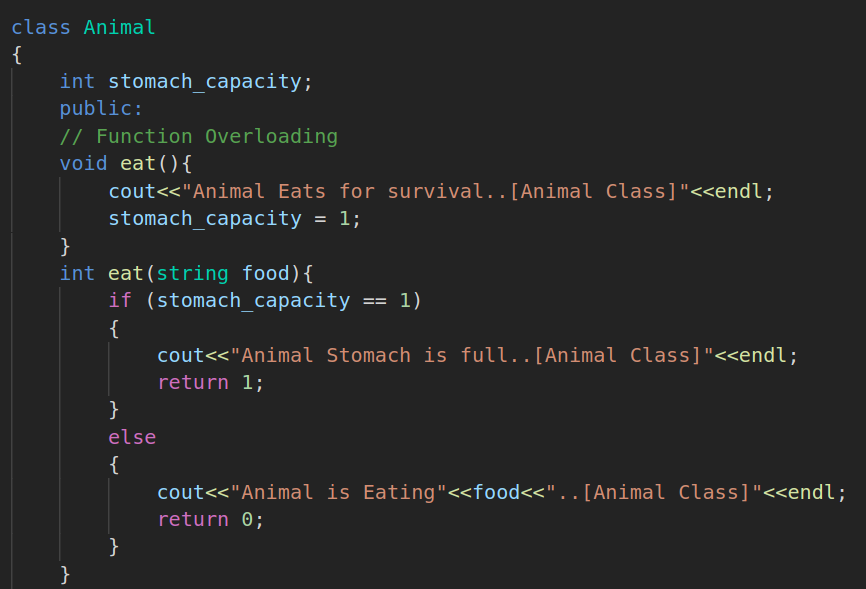 class Animal
{
    int stomach_capacity;
    public:
    // Function Overloading
    void eat(){
        cout<<"Animal Eats for survival..[Animal Class]"<<endl;
        stomach_capacity = 1;
    }
    int eat(string food){
        if (stomach_capacity == 1)
        {
            cout<<"Animal Stomach is full..[Animal Class]"<<endl;
            return 1;
        }
        else
        {
            cout<<"Animal is Eating"<<food<<"..[Animal Class]"<<endl;
            return 0;
        }
    }